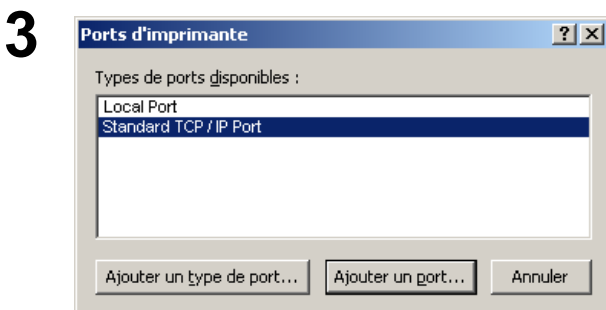 3
Ports d'imprimante
Types de ports disponibles :
Local Port
Standard TCP / IP Port
Ajouter un type de port... Ajouter un port... Annuler